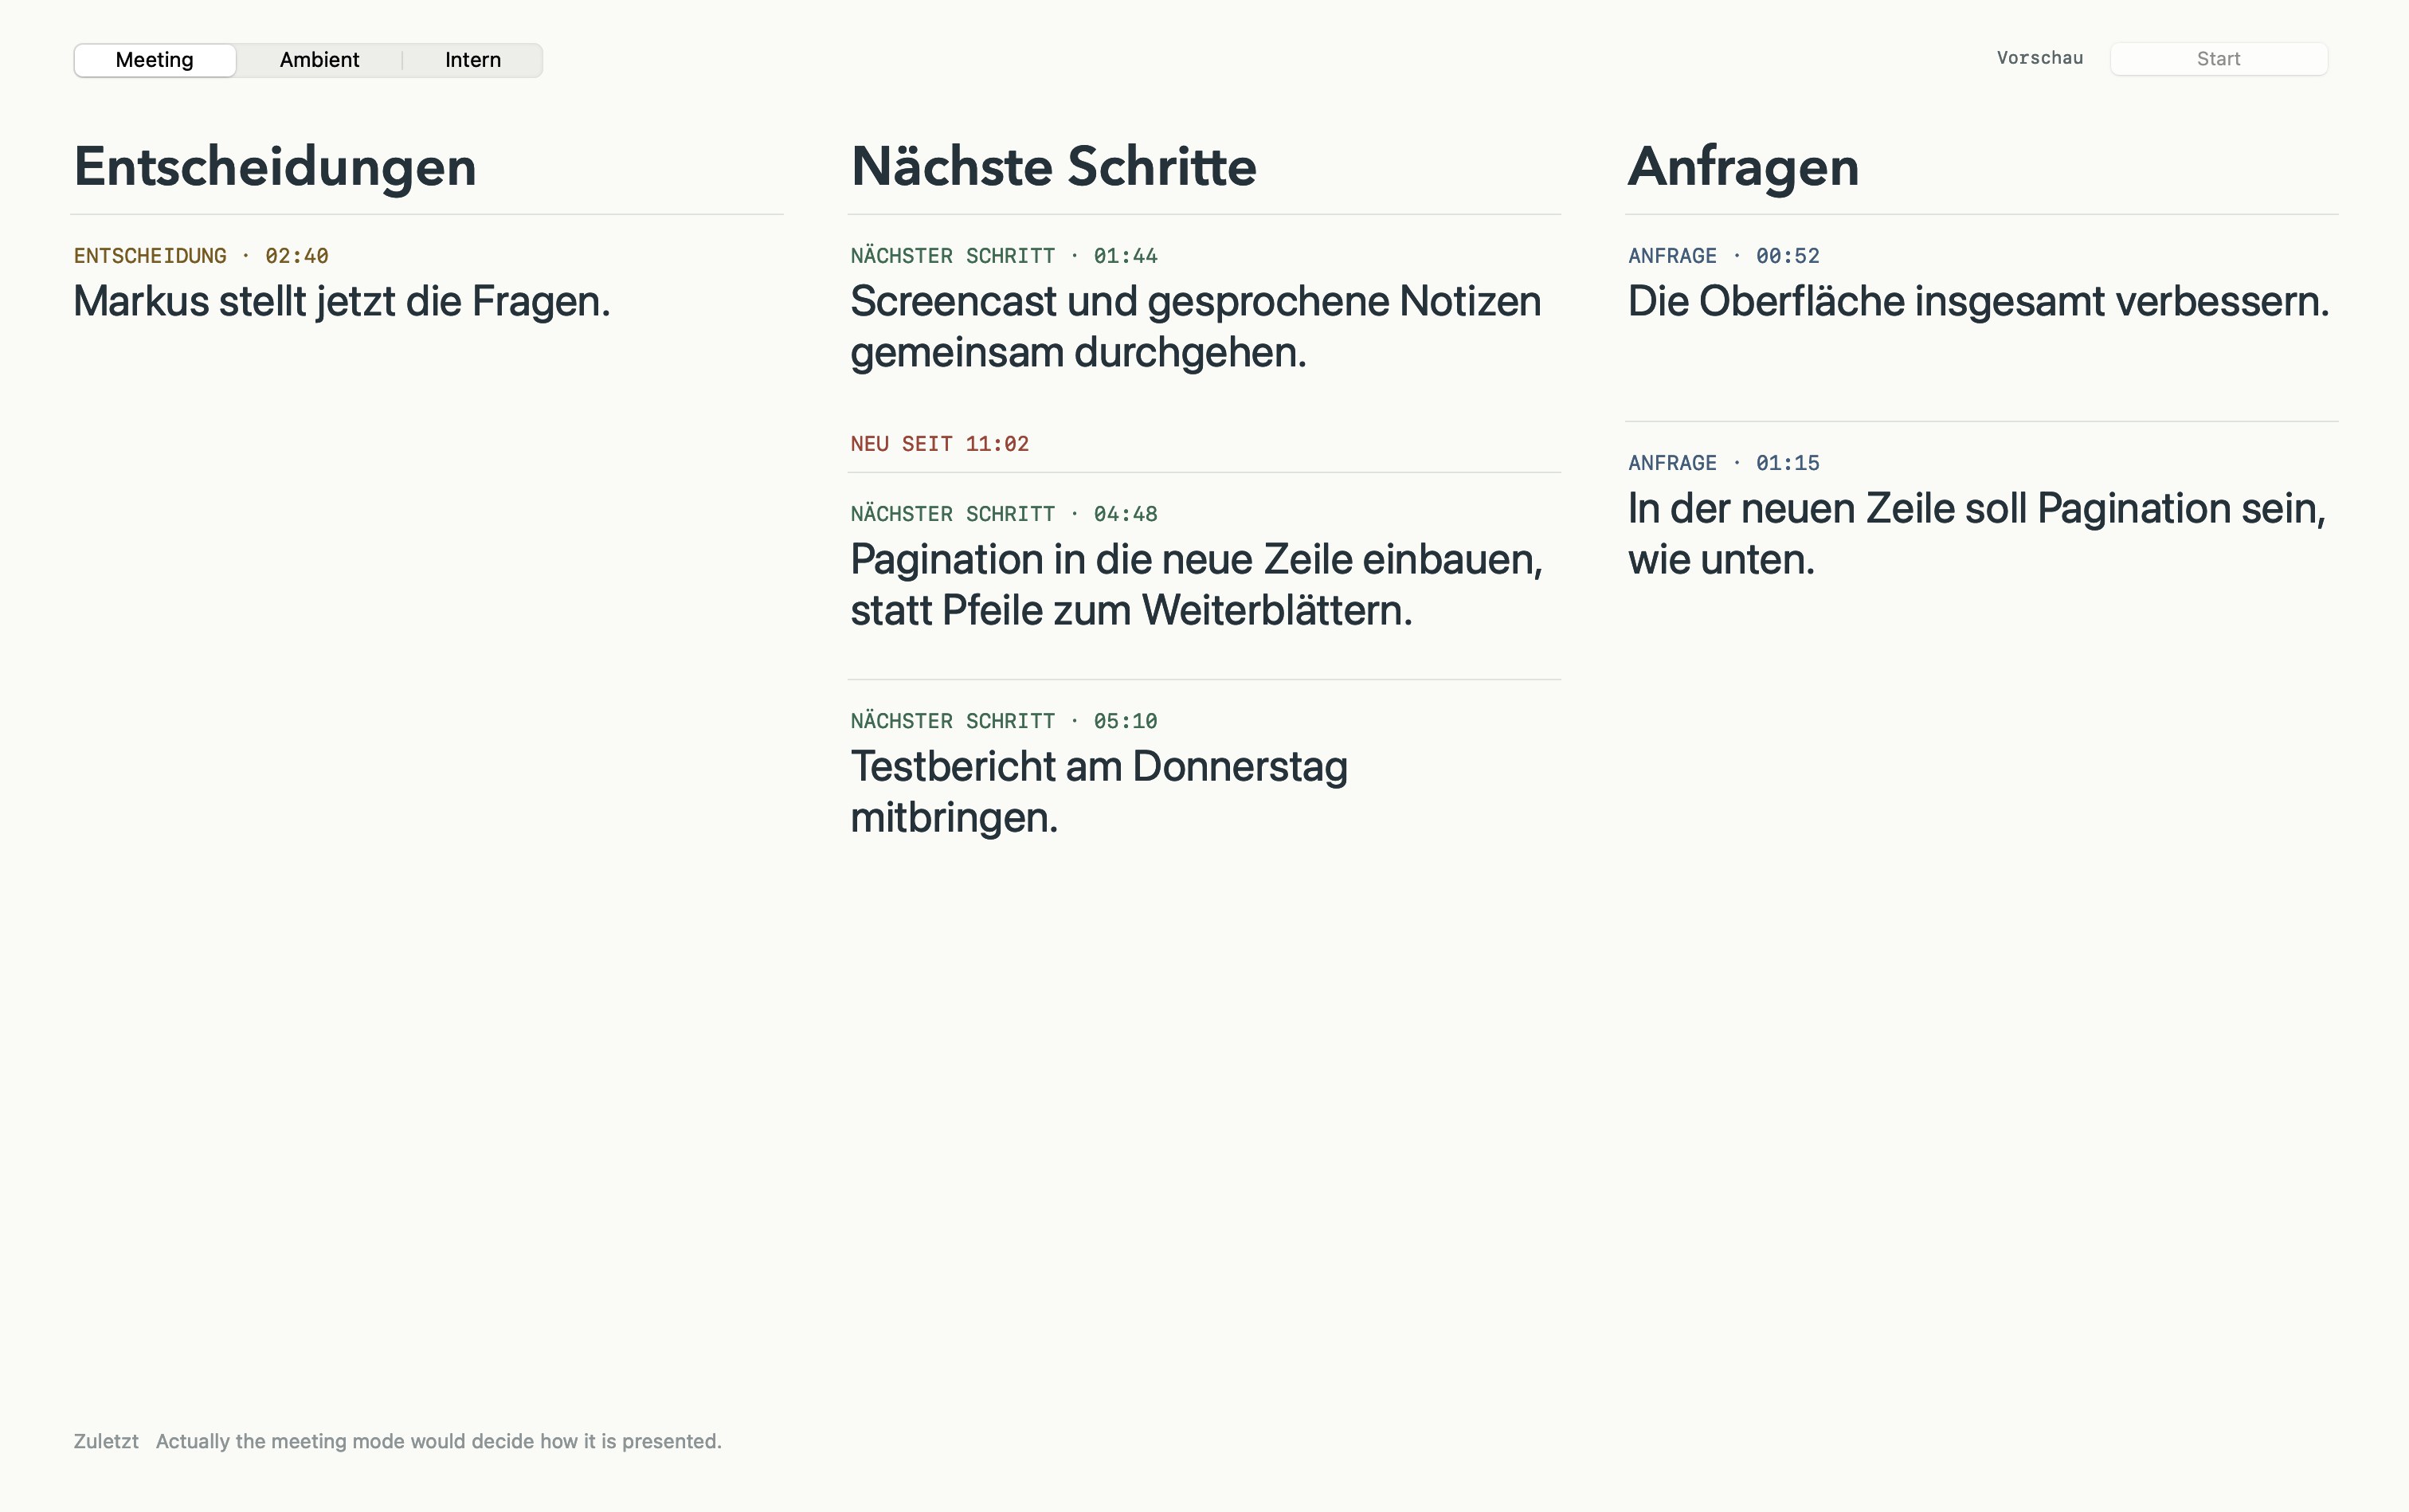 Meeting
Ambient
Intern
Vorschau
Start
Entscheidungen
ENTSCHEIDUNG · 02:40
Markus stellt jetzt die Fragen.
Nächste Schritte
NÄCHSTER SCHRITT · 01:44
Screencast und gesprochene Notizen
gemeinsam durchgehen.
NEU SEIT 11:02
NÄCHSTER SCHRITT · 04:48
Pagination in die neue Zeile einbauen,
statt Pfeile zum Weiterblättern.
NÄCHSTER SCHRITT · 05:10
Testbericht am Donnerstag
mitbringen.
Anfragen
ANFRAGE · 00:52
Die Oberfläche insgesamt verbessern.
ANFRAGE · 01:15
In der neuen Zeile soll Pagination sein,
wie unten.
Zuletzt Actually the meeting mode would decide how it is presented.